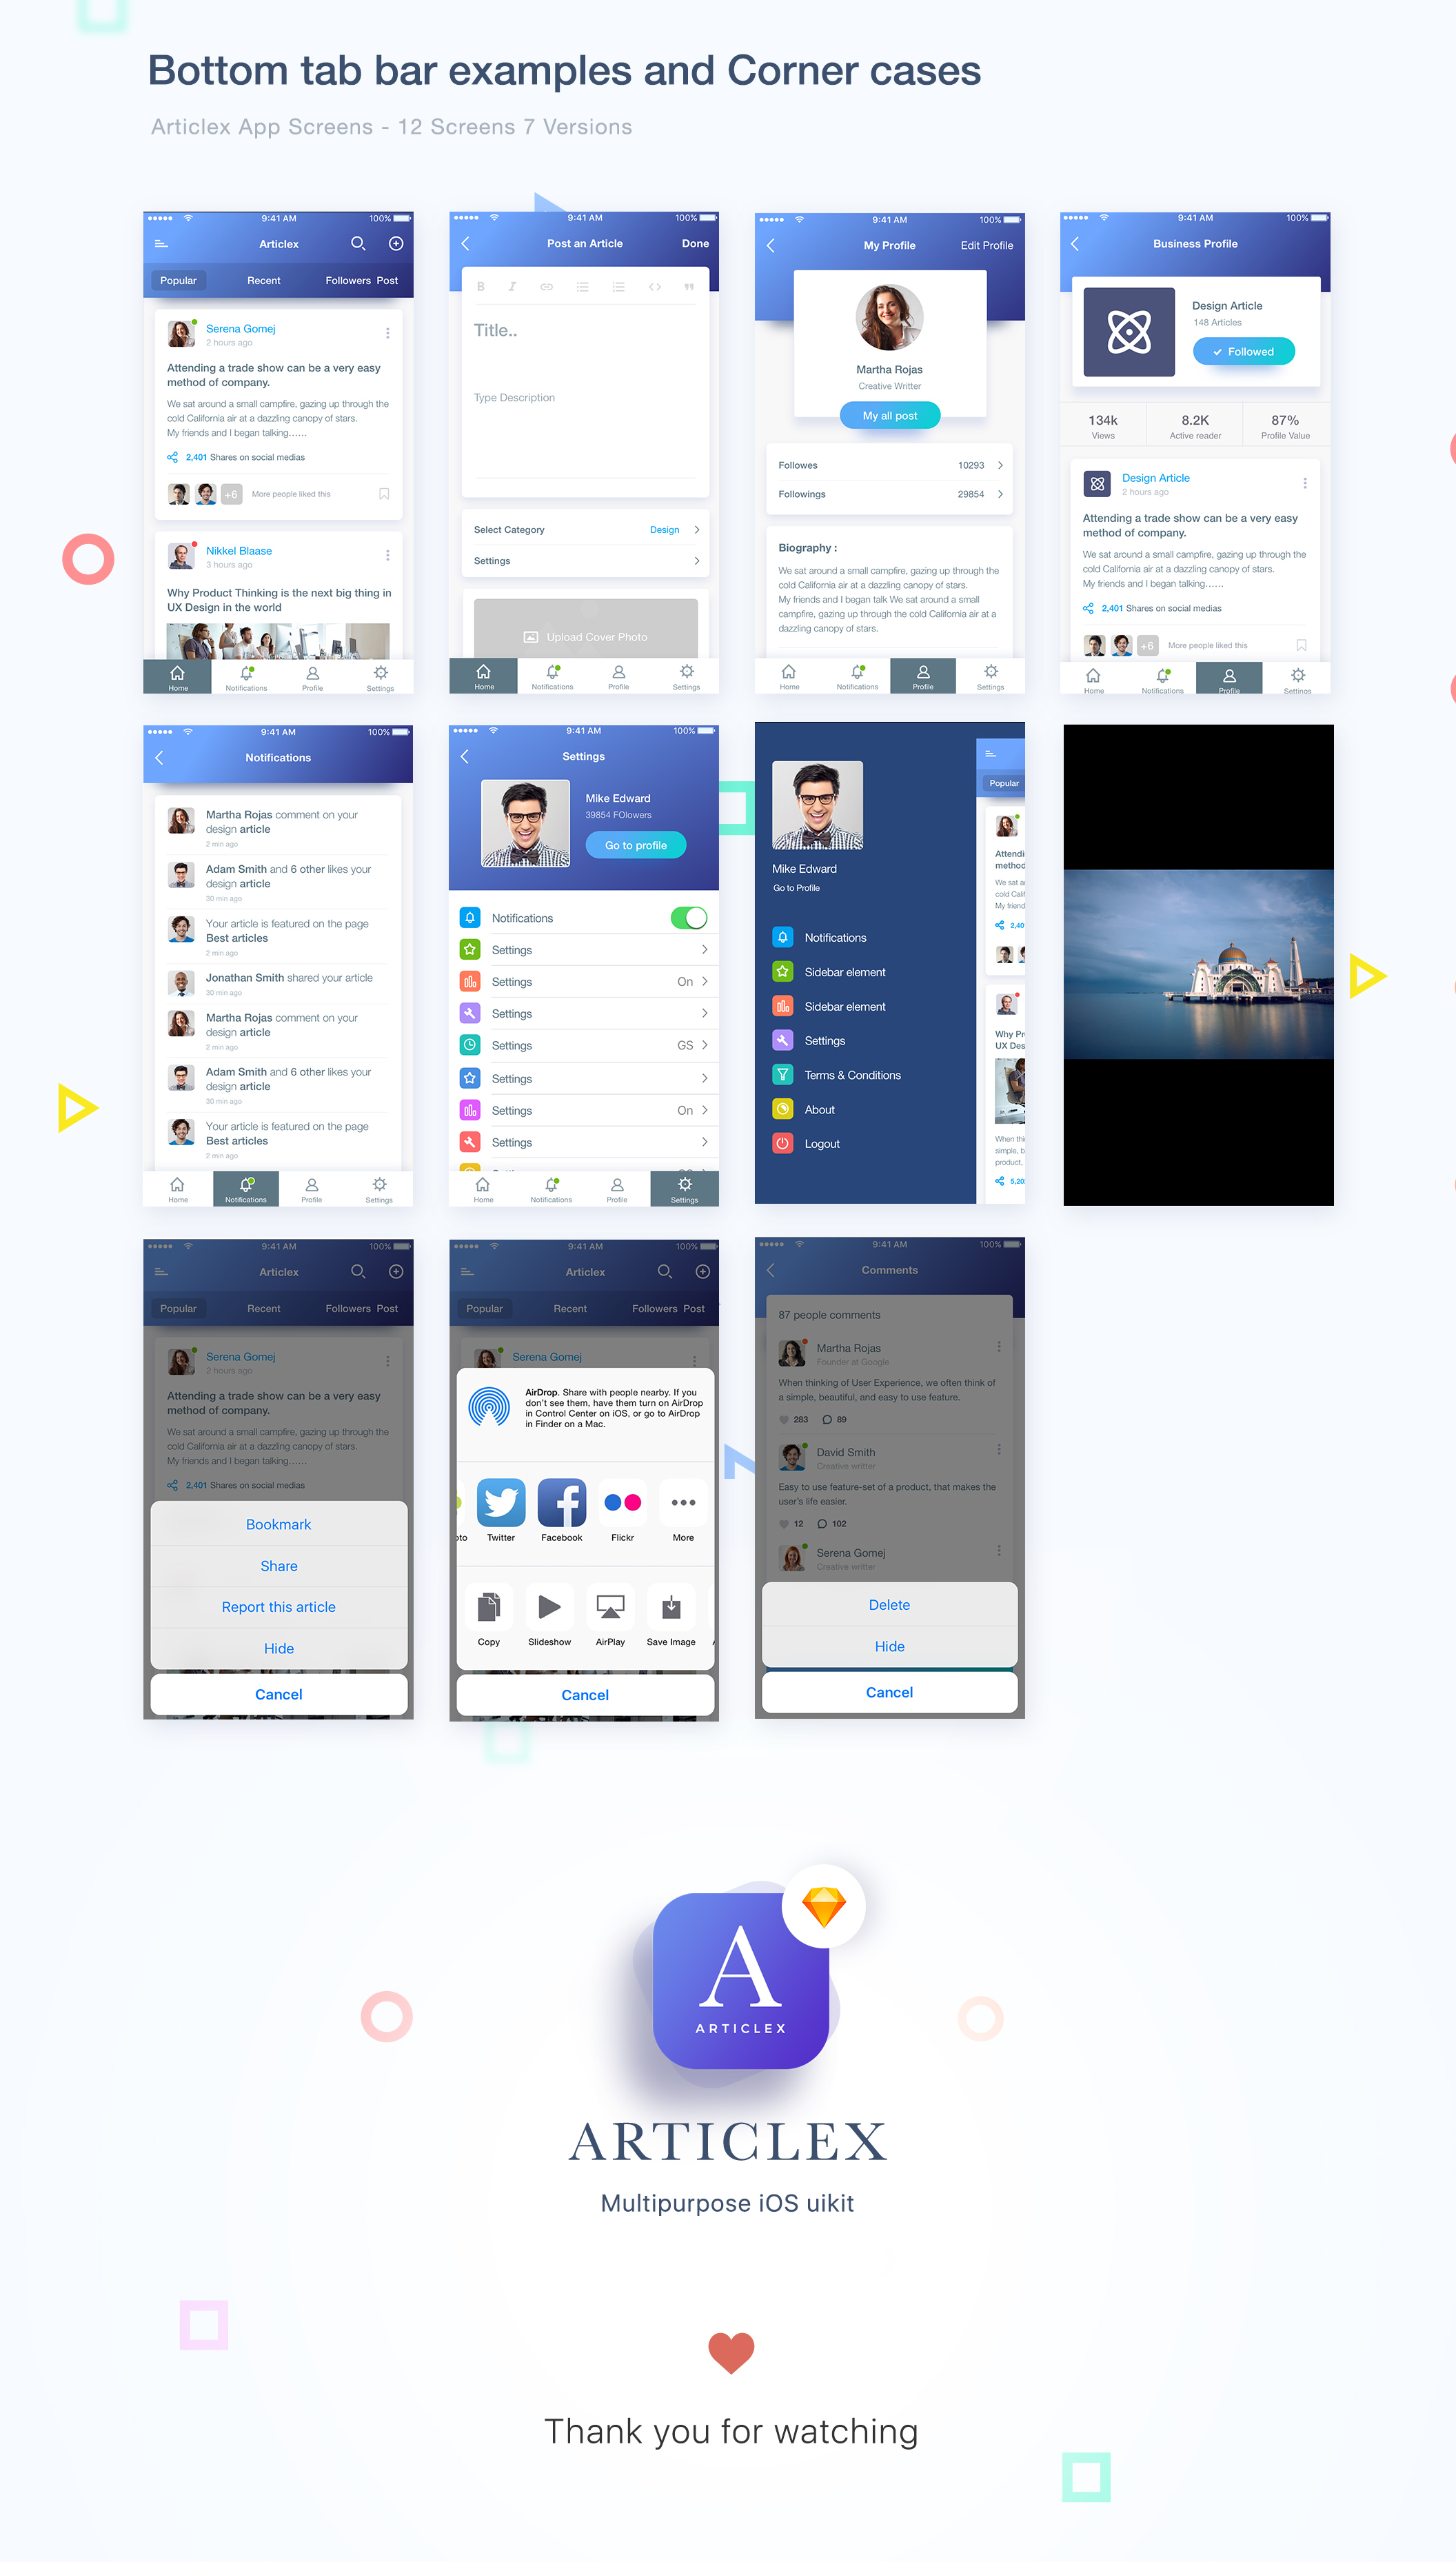 Bottom tab bar examples and Corner cases
Articlex App Screens - 12 Screens 7 Versions
9:41 AM
100%
Articlex
Popular
Recent
Followers Post
Serena Gomej
2 hours ago
Attending a trade show can be a very easy
method of company.
We sat around a small campfire, gazing up through the
cold California air at a dazzling canopy of stars.
My friends and I began talking......
2,401 Shares on social medias
+6
More people liked this
Nikkel Blaase
3 hours ago
Why Product Thinking is the next big thing in
UX Design in the world
Home
Notifications
Profile
Settings
9:41 AM
100%
Post an Article
Done
B
I
Title..
Type Description
Select Category
Design
Settings
Upload Cover Photo
Home
Notifications
Profile
Settings
9:41 AM
100%
My Profile
Edit Profile
Martha Rojas
Creative Writter
My all post
Followes
10293
Followings
29854
Biography :
We sat around a small campfire, gazing up through the
cold California air at a dazzling canopy of stars.
My friends and I began talk We sat around a small
campfire, gazing up through the cold California air at a
dazzling canopy of stars.
Home
Notifications
Profile
Settings
9:41 AM
100%
Business Profile
Design Article
148 Articles
Followed
134k
Views
8.2K
Active reader
87%
Profile Value
Design Article
2 hours ago
Attending a trade show can be a very easy
method of company.
We sat around a small campfire, gazing up through the
cold California air at a dazzling canopy of stars.
My friends and I began talking......
2,401 Shares on social medias
+6
More people liked this
Home
Notifications
Profile
Settings
9:41 AM
100%
Notifications
Martha Rojas comment on your
design article
2 min ago
Adam Smith and 6 other likes your
design article
30 min ago
Your article is featured on the page
Best articles
2 min ago
Jonathan Smith shared your article
30 min ago
Martha Rojas comment on your
design article
2 min ago
Adam Smith and 6 other likes your
design article
30 min ago
Your article is featured on the page
Best articles
2 min ago
Home
Notifications
Profile
Settings
9:41 AM
100%
Settings
Mike Edward
39854 FOlowers
Go to profile
Notifications
Settings
Settings
On
Settings
Settings
GS
Settings
Settings
On
Settings
Home
Notifications
Profile
Settings
Mike Edward
Go to Profile
Notifications
Sidebar element
Sidebar element
Settings
Terms & Conditions
About
Logout
Popular
Attendi
method
We sat a
cold Calif
My friend
2,40
Why Pr
UX Des
When thi
simple, b
product,
5,20
9:41 AM
100%
Articlex
Popular
Recent
Followers Post
Serena Gomej
2 hours ago
Attending a trade show can be a very easy
method of company.
We sat around a small campfire, gazing up through the
cold California air at a dazzling canopy of stars.
My friends and I began talking......
2,401 Shares on social medias
Bookmark
Share
Report this article
Hide
Cancel
9:41 AM
100%
Articlex
Popular
Recent
Followers Post
Serena Gomej
AirDrop. Share with people nearby. If you
don't see them, have them turn on AirDrop
in Control Center on iOS, or go to AirDrop
in Finder on a Mac.
oto
Twitter
Facebook
Flickr
More
Copy
Slideshow
AirPlay
Save Image
Cancel
9:41 AM
100%
Comments
87 people comments
Martha Rojas
Founder at Google
When thinking of User Experience, we often think of
a simple, beautiful, and easy to use feature.
283
89
David Smith
Creative writter
Easy to use feature-set of a product, that makes the
user's life easier.
12
102
Serena Gomej
Creative writter
Delete
Hide
Cancel
A
ARTICLEX
ARTICLEX
Multipurpose iOS uikit
Thank you for watching